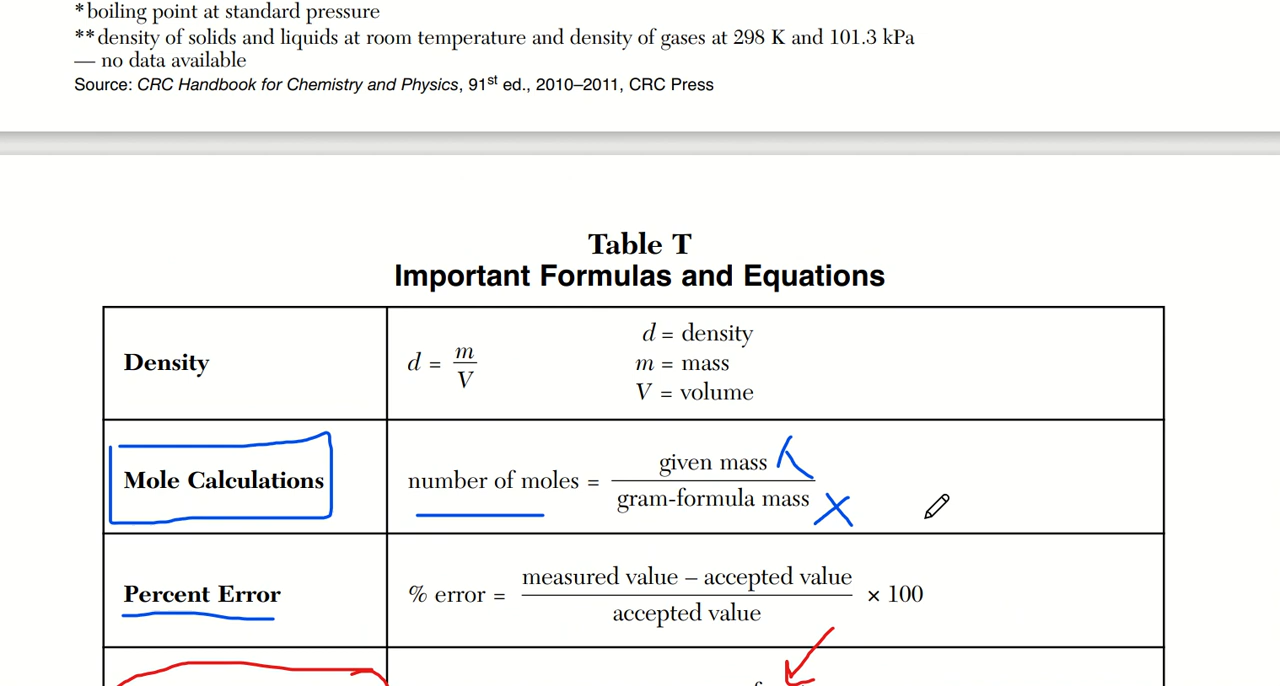 *boiling point at standard pressure
**density of solids and liquids at room temperature and density of gases at 298 K and 101.3 kPa
— no data available
Source: CRC Handbook for Chemistry and Physics, 91st ed., 2010–2011, CRC Press
Table T
Important Formulas and Equations
Density
d = m/V
d = density
m = mass
V = volume
Mole Calculations
number of moles = given mass / gram-formula mass
X
Percent Error
% error = measured value – accepted value / accepted value × 100